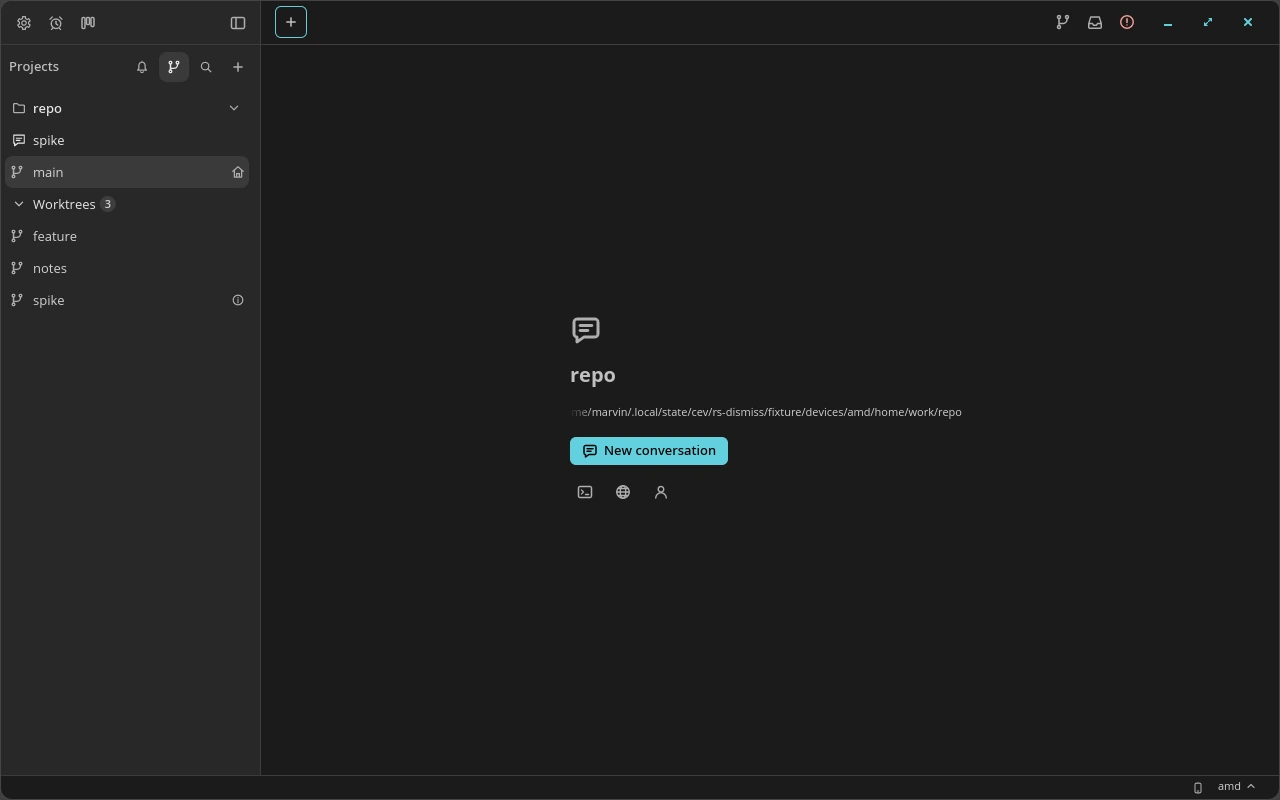 Projects
repo
spike
main
Worktrees 3
feature
notes
spike
repo
me/marvin/.local/state/cev/rs-dismiss/fixture/devices/amd/home/work/repo
New conversation
amd